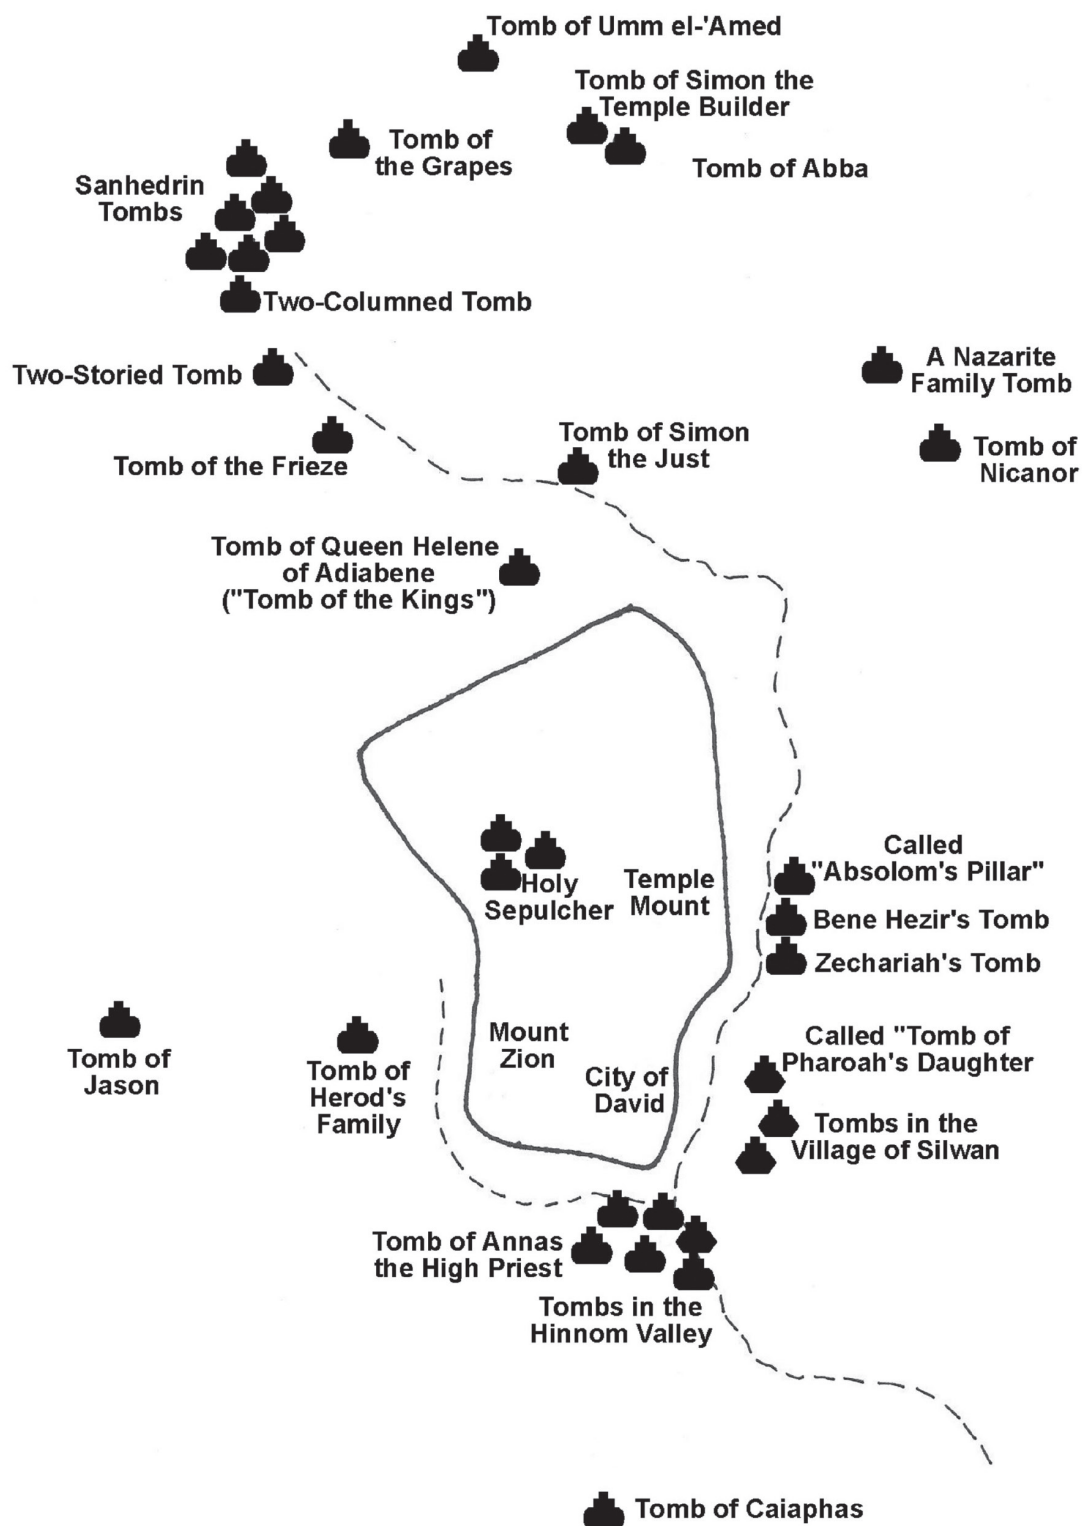 Tomb of Umm el-'Amed
Tomb of Simon the
Temple Builder
Tomb of
the Grapes
Tomb of Abba
Sanhedrin
Tombs
Two-Columned Tomb
Two-Storied Tomb
A Nazarite
Family Tomb
Tomb of the Frieze
Tomb of Simon
the Just
Tomb of
Nicanor
Tomb of Queen Helene
of Adiabene
("Tomb of the Kings")
Holy
Sepulcher
Temple
Mount
Called
"Absolom's Pillar"
Bene Hezir's Tomb
Zechariah's Tomb
Tomb of
Jason
Tomb of
Herod's
Family
Mount
Zion
City of
David
Called "Tomb of
Pharoah's Daughter
Tombs in the
Village of Silwan
Tomb of Annas
the High Priest
Tombs in the
Hinnom Valley
Tomb of Caiaphas